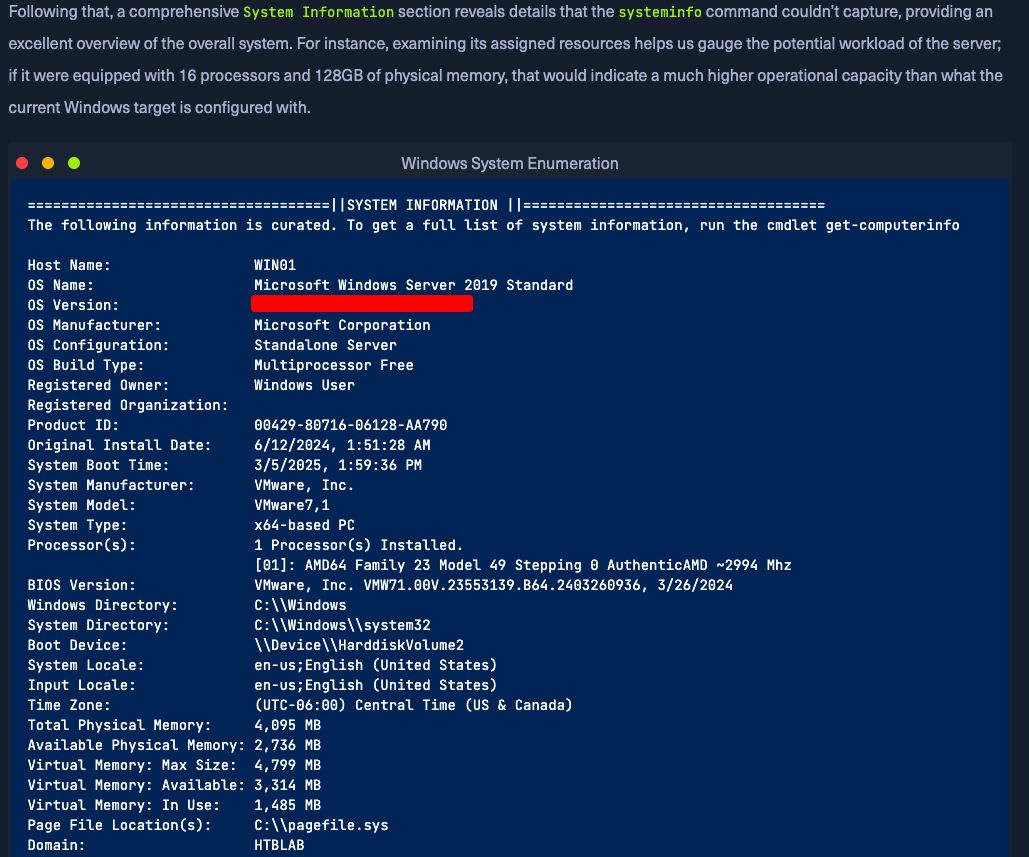 Following that, a comprehensive System Information section reveals details that the systeminfo command couldn't capture, providing an
excellent overview of the overall system. For instance, examining its assigned resources helps us gauge the potential workload of the server;
if it were equipped with 16 processors and 128GB of physical memory, that would indicate a much higher operational capacity than what the
current Windows target is configured with.
Windows System Enumeration
====================================||SYSTEM INFORMATION ||====================================
The following information is curated. To get a full list of system information, run the cmdlet get-computerinfo
Host Name: WIN01
OS Name: Microsoft Windows Server 2019 Standard
OS Version:
OS Manufacturer: Microsoft Corporation
OS Configuration: Standalone Server
OS Build Type: Multiprocessor Free
Registered Owner: Windows User
Registered Organization:
Product ID: 00429-80716-06128-AA790
Original Install Date: 6/12/2024, 1:51:28 AM
System Boot Time: 3/5/2025, 1:59:36 PM
System Manufacturer: VMware, Inc.
System Model: VMware7,1
System Type: x64-based PC
Processor(s): 1 Processor(s) Installed.
[01]: AMD64 Family 23 Model 49 Stepping 0 AuthenticAMD ~2994 Mhz
BIOS Version: VMware, Inc. VMW71.00V.23553139.B64.2403260936, 3/26/2024
Windows Directory: C:\\Windows
System Directory: C:\\Windows\\system32
Boot Device: \\Device\\HarddiskVolume2
System Locale: en-us;English (United States)
Input Locale: en-us;English (United States)
Time Zone: (UTC-06:00) Central Time (US & Canada)
Total Physical Memory: 4,095 MB
Available Physical Memory: 2,736 MB
Virtual Memory: Max Size: 4,799 MB
Virtual Memory: Available: 3,314 MB
Virtual Memory: In Use: 1,485 MB
Page File Location(s): C:\\pagefile.sys
Domain: HTBLAB